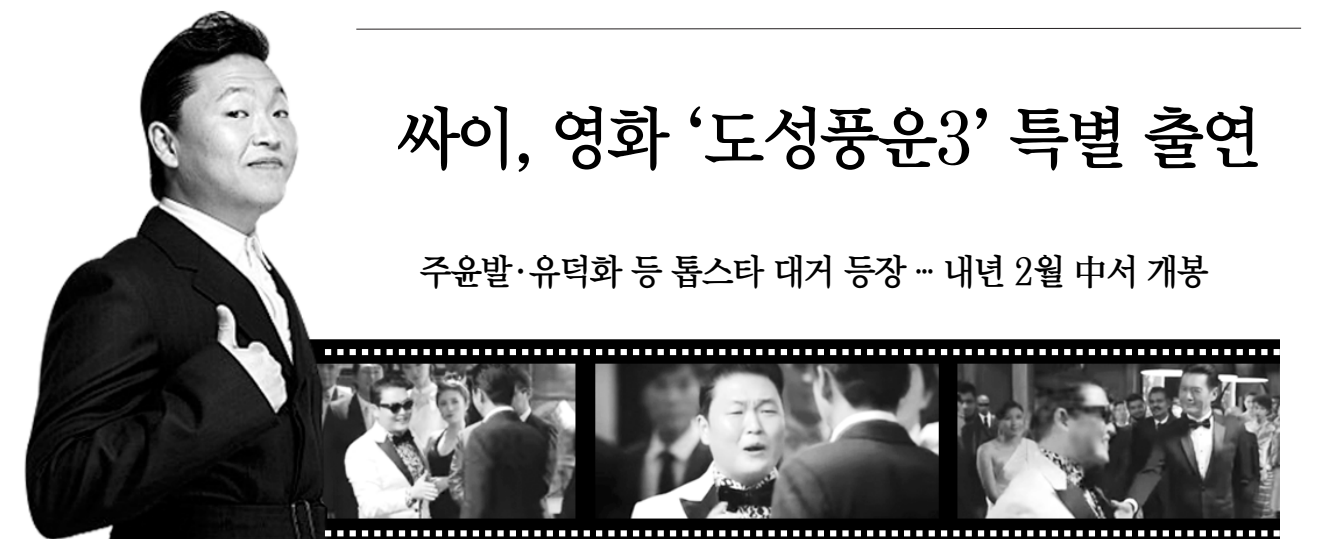 싸이, 영화 ‘도성풍운3’ 특별 출연
주윤발·유덕화 등 톱스타 대거 등장 … 내년 2월 中서 개봉